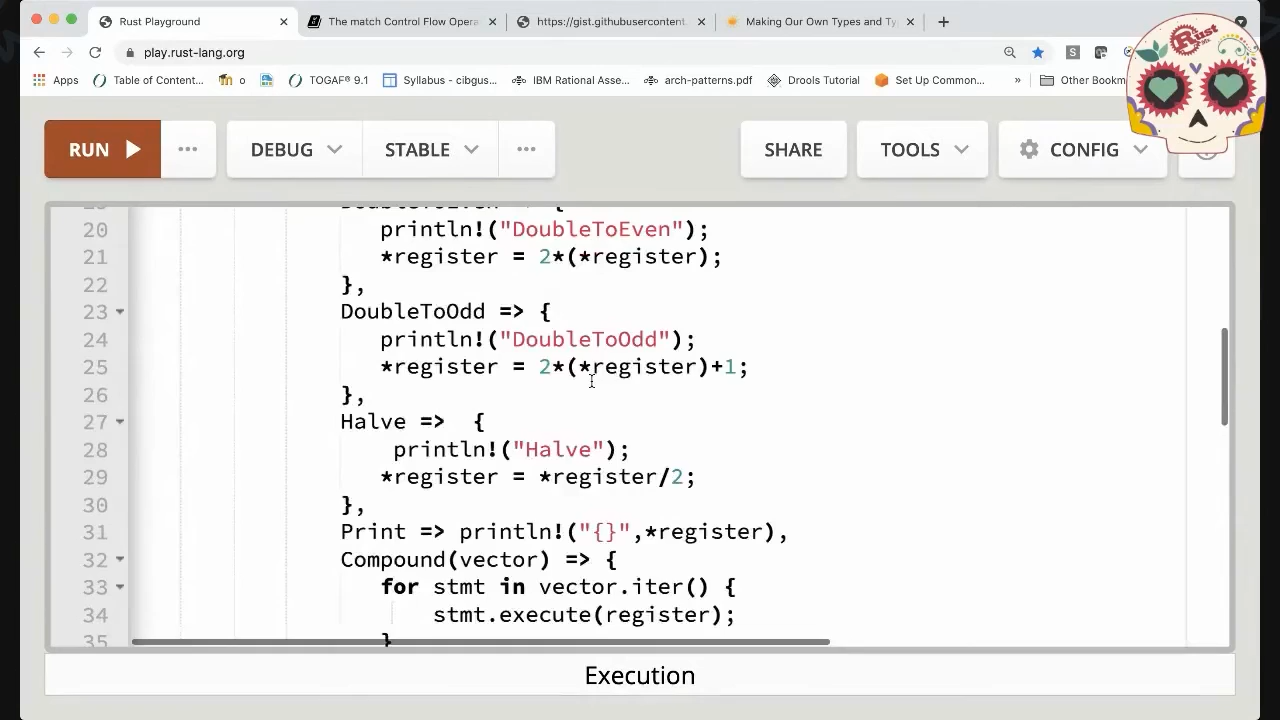 Rust Playground
The match Control Flow Opera
https://gist.githubusercontent.
Making Our Own Types and Ty
play.rust-lang.org
Apps
Table of Content...
o
TOGAF® 9.1
Syllabus - cibgus...
IBM Rational Asse...
arch-patterns.pdf
Drools Tutorial
Set Up Common...
»
Other Bookm
Rust
RUN
DEBUG
STABLE
SHARE
TOOLS
CONFIG
20 println!("DoubleToEven");
21 *register = 2*(*register);
22 },
23 DoubleToOdd => {
24 println!("DoubleToOdd");
25 *register = 2*(*register)+1;
26 },
27 Halve =>  {
28 println!("Halve");
29 *register = *register/2;
30 },
31 Print => println!("{}",*register),
32 Compound(vector) => {
33 for stmt in vector.iter() {
34 stmt.execute(register);
35 }
Execution